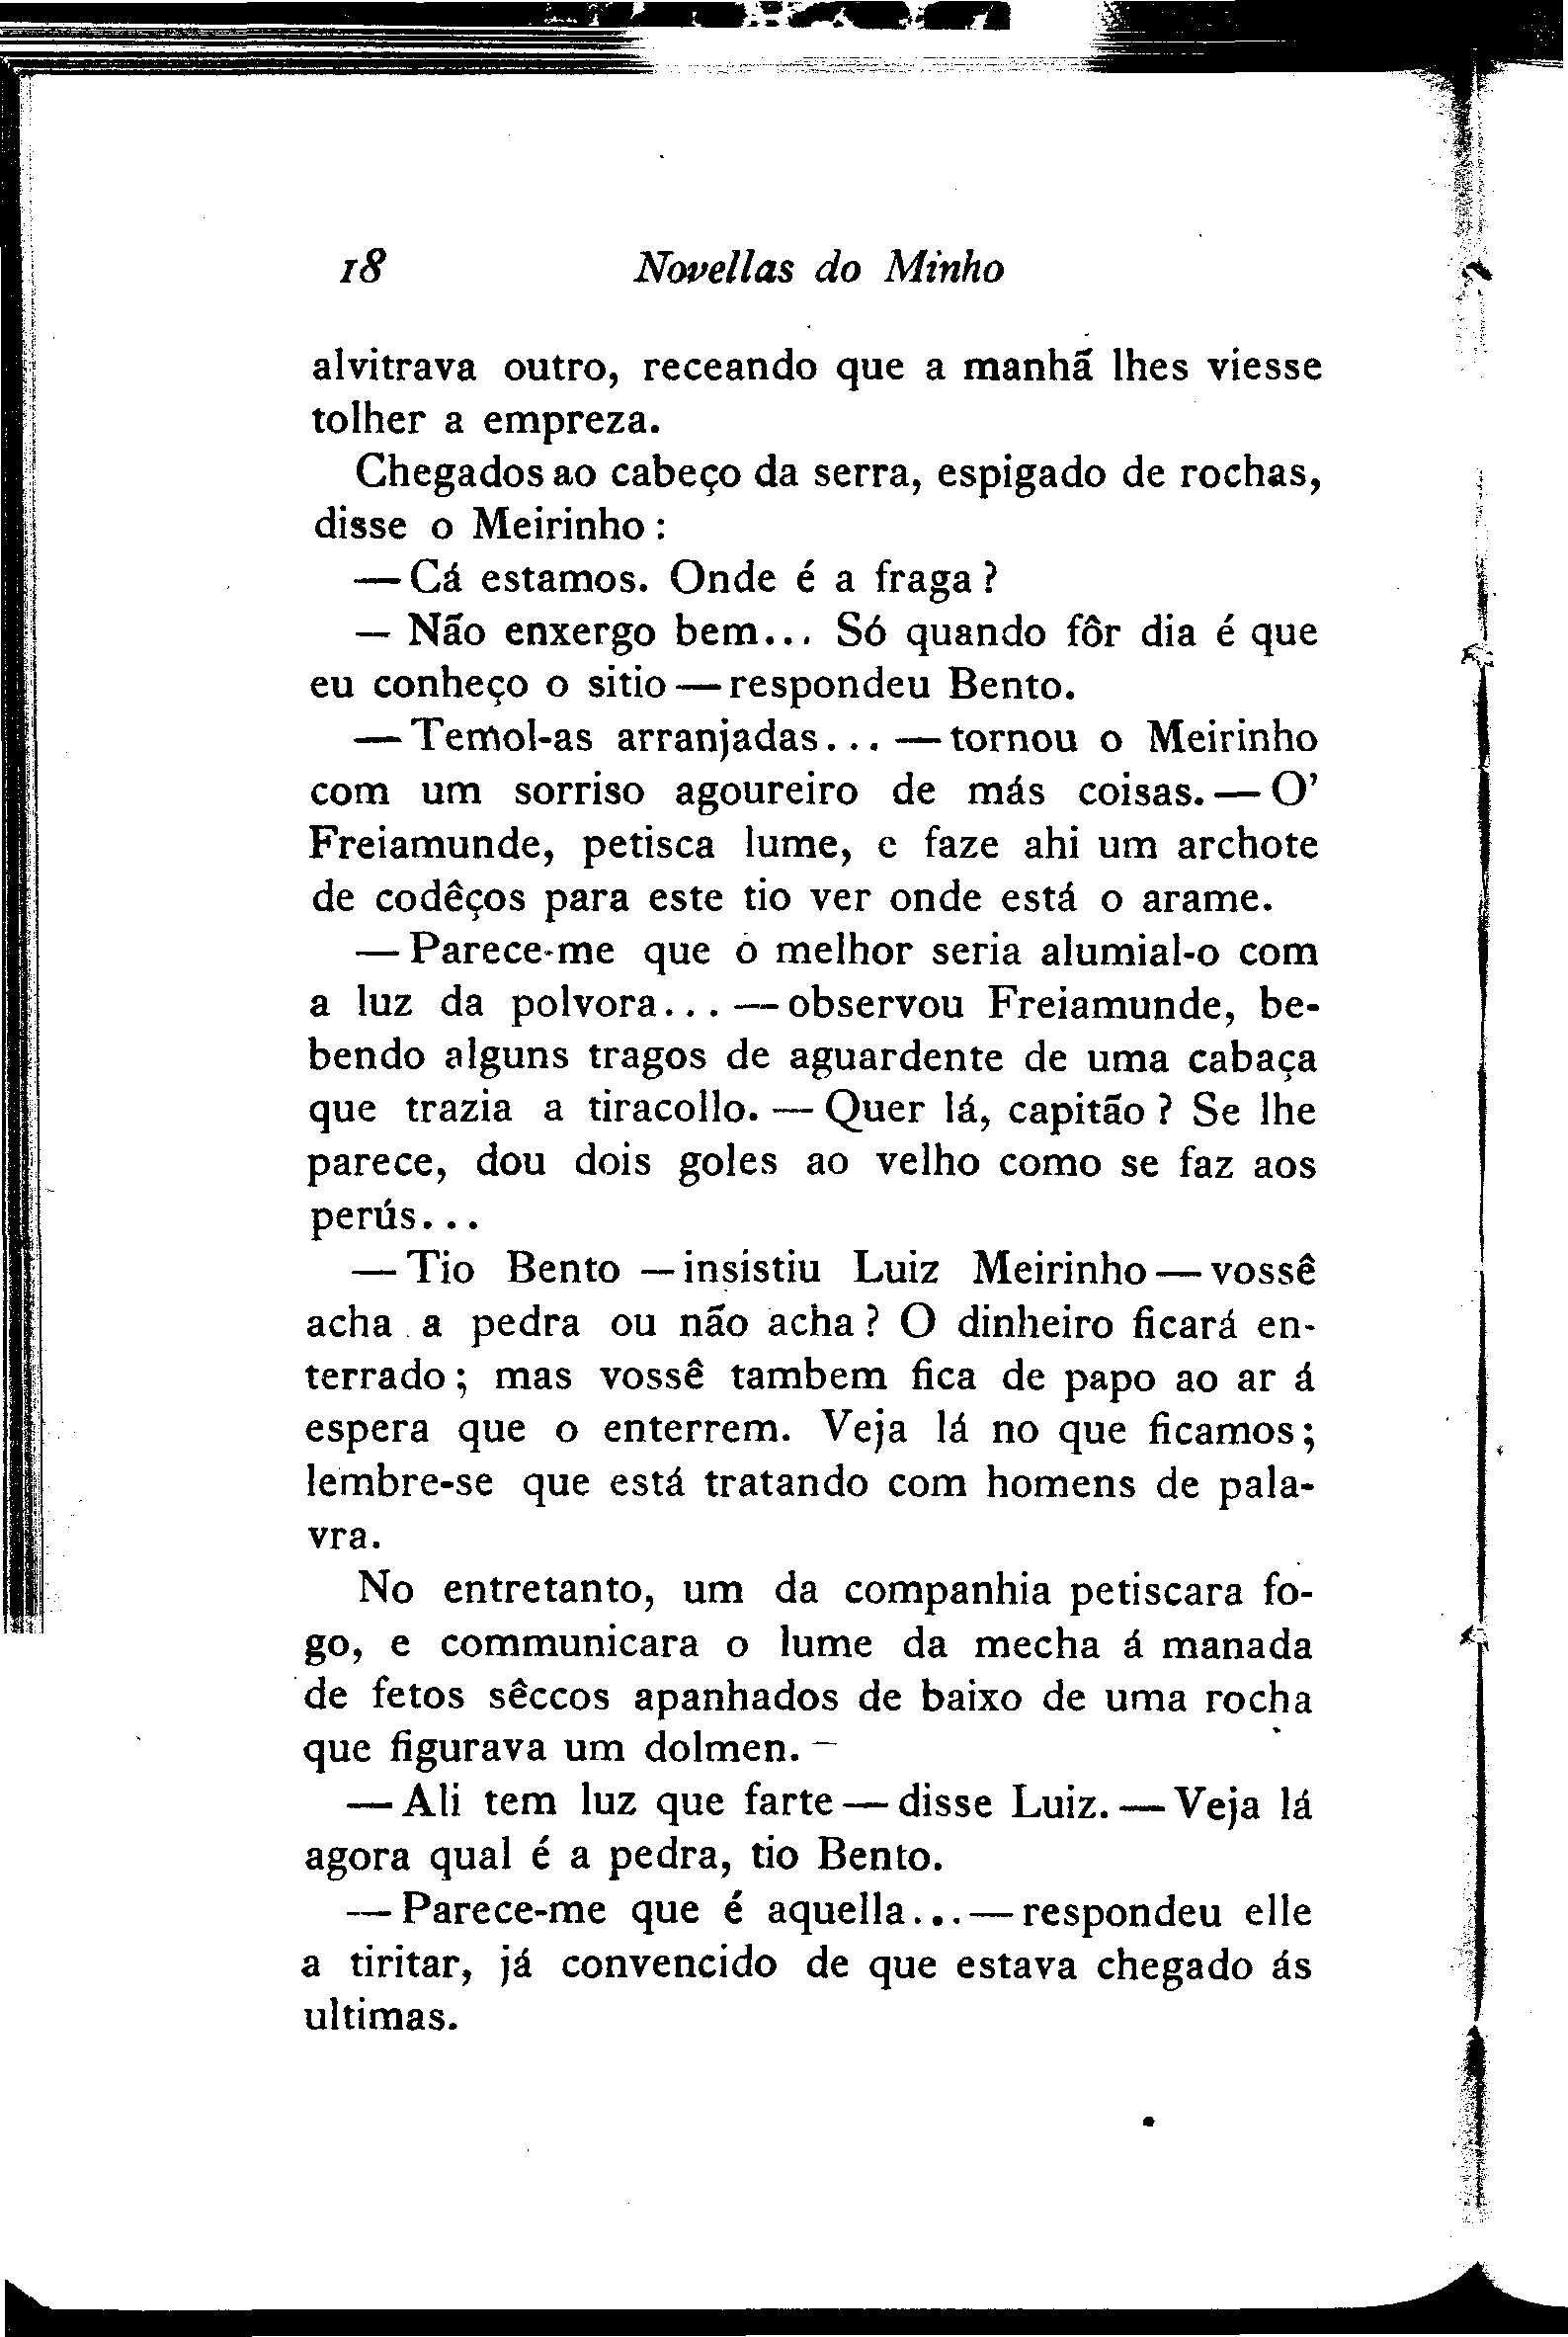 18 Novellas do Minho
alvitrava outro, receando que a manhã lhes viesse
tolher a empreza.
Chegados ao cabeço da serra, espigado de rochas,
disse o Meirinho :
— Cá estamos. Onde é a fraga ?
— Não enxergo bem... Só quando fôr dia é que
eu conheço o sitio — respondeu Bento.
— Temol-as arranjadas... — tornou o Meirinho
com um sorriso agoureiro de más coisas. — O'
Freiamunde, petisca lume, e faze ahi um archote
de codêços para este tio ver onde está o arame.
— Parece-me que o melhor seria alumial-o com
a luz da polvora... — observou Freiamunde, be-
bendo alguns tragos de aguardente de uma cabaça
que trazia a tiracollo. — Quer lá, capitão ? Se lhe
parece, dou dois goles ao velho como se faz aos
perús...
— Tio Bento — insistiu Luiz Meirinho — vossê
acha a pedra ou não acha ? O dinheiro ficará en-
terrado ; mas vossê tambem fica de papo ao ar á
espera que o enterrem. Veja lá no que ficamos ;
lembre-se que está tratando com homens de pala-
vra.
No entretanto, um da companhia petiscara fo-
go, e communicara o lume da mecha á manada
de fetos sêccos apanhados de baixo de uma rocha
que figurava um dolmen.
— Ali tem luz que farte — disse Luiz. — Veja lá
agora qual é a pedra, tio Bento.
— Parece-me que é aquella... — respondeu elle
a tiritar, já convencido de que estava chegado ás
ultimas.